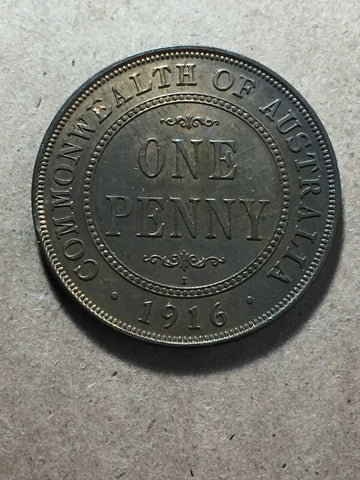 COMMONWEALTH OF AUSTRALIA
ONE
PENNY
I
· 1916 ·